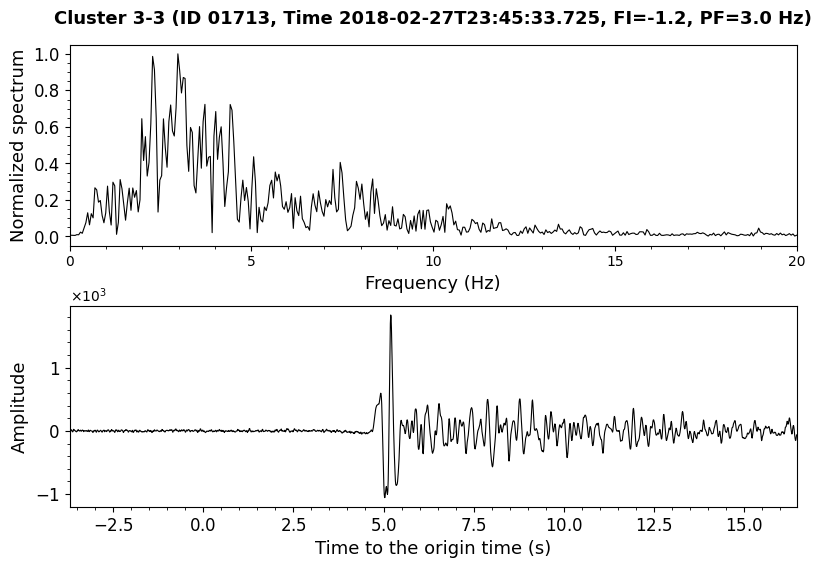 Cluster 3-3 (ID 01713, Time 2018-02-27T23:45:33.725, FI=-1.2, PF=3.0 Hz)
Normalized spectrum
1.0
0.8
0.6
0.4
0.2
0.0
0 5 10 15 20
Frequency (Hz)
×10³
Amplitude
1
0
−1
−2.5 0.0 2.5 5.0 7.5 10.0 12.5 15.0
Time to the origin time (s)